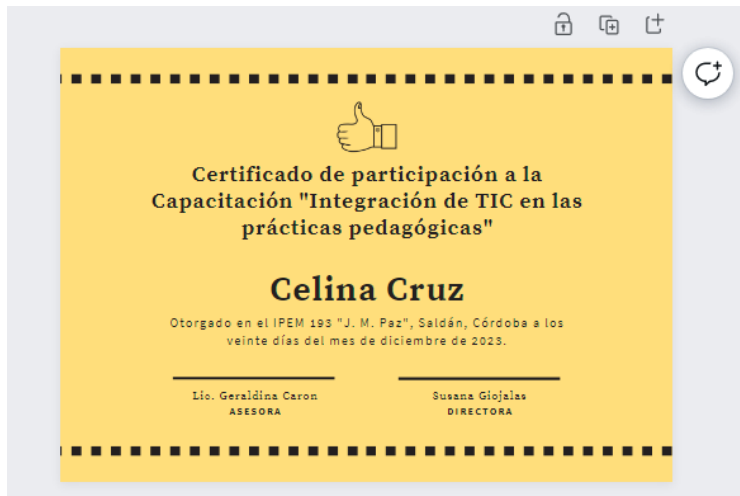 Certificado de participación a la
Capacitación "Integración de TIC en las
prácticas pedagógicas"
Celina Cruz
Otorgado en el IPEM 193 "J. M. Paz", Saldán, Córdoba a los
veinte días del mes de diciembre de 2023.
Lic. Geraldina Caron
ASESORA
Susana Giojalas
DIRECTORA